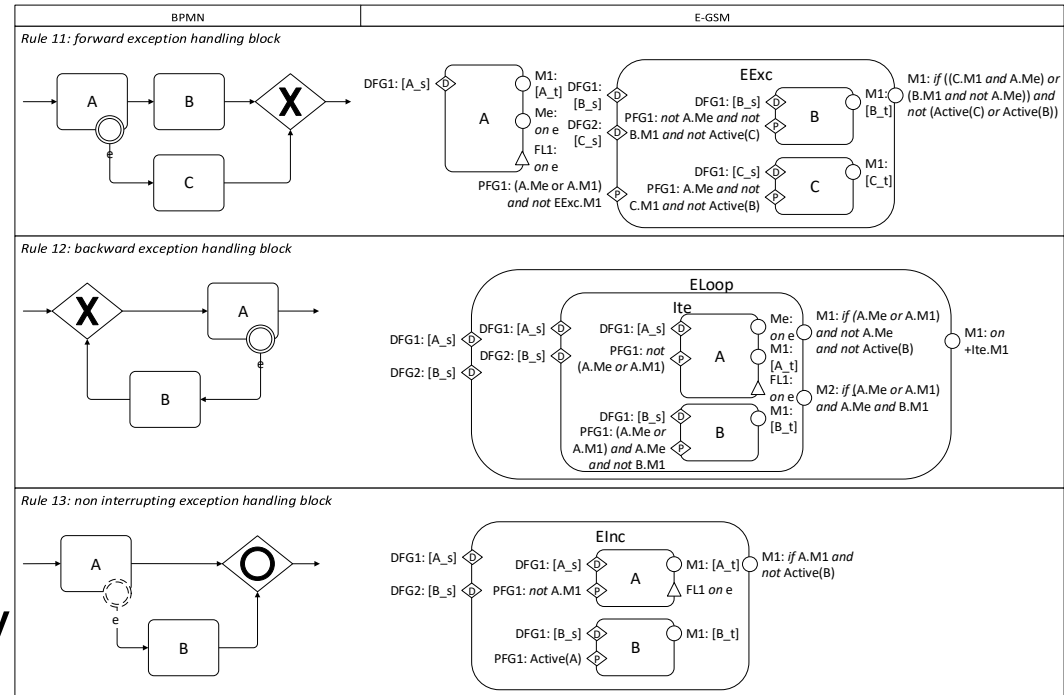 BPMN
E-GSM
Rule 11: forward exception handling block
A
B
X
e
C
DFG1: [A_s]
D
A
M1:
[A_t]
Me:
on e
FL1:
on e
DFG1:
[B_s]
D
DFG2:
[C_s]
D
PFG1: (A.Me or A.M1)
and not EExc.M1
P
EExc
DFG1: [B_s]
D
PFG1: not A.Me and not
B.M1 and not Active(C)
P
B
M1:
[B_t]
DFG1: [C_s]
D
PFG1: A.Me and not
C.M1 and not Active(B)
P
C
M1:
[C_t]
M1: if ((C.M1 and A.Me) or
(B.M1 and not A.Me)) and
not (Active(C) or Active(B))
Rule 12: backward exception handling block
X
A
e
B
ELoop
DFG1: [A_s]
D
DFG2: [B_s]
D
Ite
DFG1: [A_s]
D
DFG2: [B_s]
D
DFG1: [A_s]
D
PFG1: not
(A.Me or A.M1)
P
A
Me:
on e
M1:
[A_t]
FL1:
on e
DFG1: [B_s]
D
PFG1: (A.Me or
A.M1) and A.Me
and not B.M1
P
B
M1:
[B_t]
M1: if (A.Me or A.M1)
and not A.Me
and not Active(B)
M2: if (A.Me or A.M1)
and A.Me and B.M1
M1: on
+Ite.M1
Rule 13: non interrupting exception handling block
A
e
B
EInc
DFG1: [A_s]
D
DFG2: [B_s]
D
DFG1: [A_s]
D
PFG1: not A.M1
P
A
M1: [A_t]
FL1 on e
DFG1: [B_s]
D
PFG1: Active(A)
P
B
M1: [B_t]
M1: if A.M1 and
not Active(B)
y